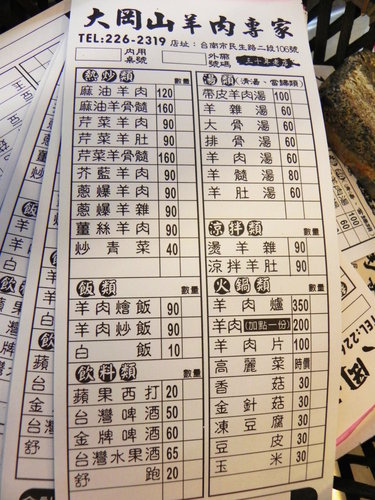 大岡山羊肉專家
TEL:226-2319 店址：台南市民生路二段106號
內用桌號 外帶號碼
熱炒類 數量
麻油羊肉 120
麻油羊骨髓 160
芹菜羊肉 90
芹菜羊肚 90
芹菜羊骨髓 160
芥藍羊肉 90
蔥爆羊肉 90
蔥爆羊雜 90
薑絲羊肉 90
炒青菜 40
飯類 數量
羊肉燴飯 90
羊肉炒飯 90
白飯 10
飲料類 數量
蘋果西打 20
台灣啤酒 50
金牌啤酒 60
台灣水果酒 65
舒跑 20
湯類（清湯、當歸類） 數量
帶皮羊肉湯 100
羊雜湯 60
大骨湯 60
排骨湯 60
羊肉湯 60
羊髓湯 80
羊肚湯 60
涼拌類 數量
燙羊雜 90
涼拌羊肚 90
火鍋類 數量
羊肉爐 350
羊肉(加點一份) 200
羊肉片 100
高麗菜 時價
香菇 30
金針菇 30
凍豆腐 30
豆皮 30
玉米 30